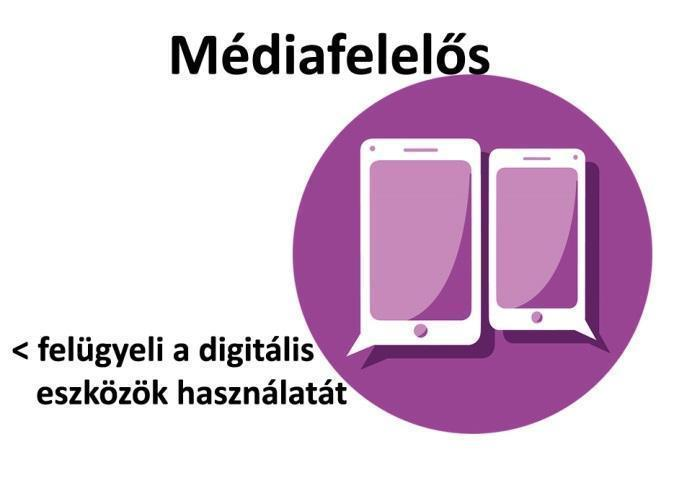 Médiafelelős
< felügyeli a digitális
eszközök használatát